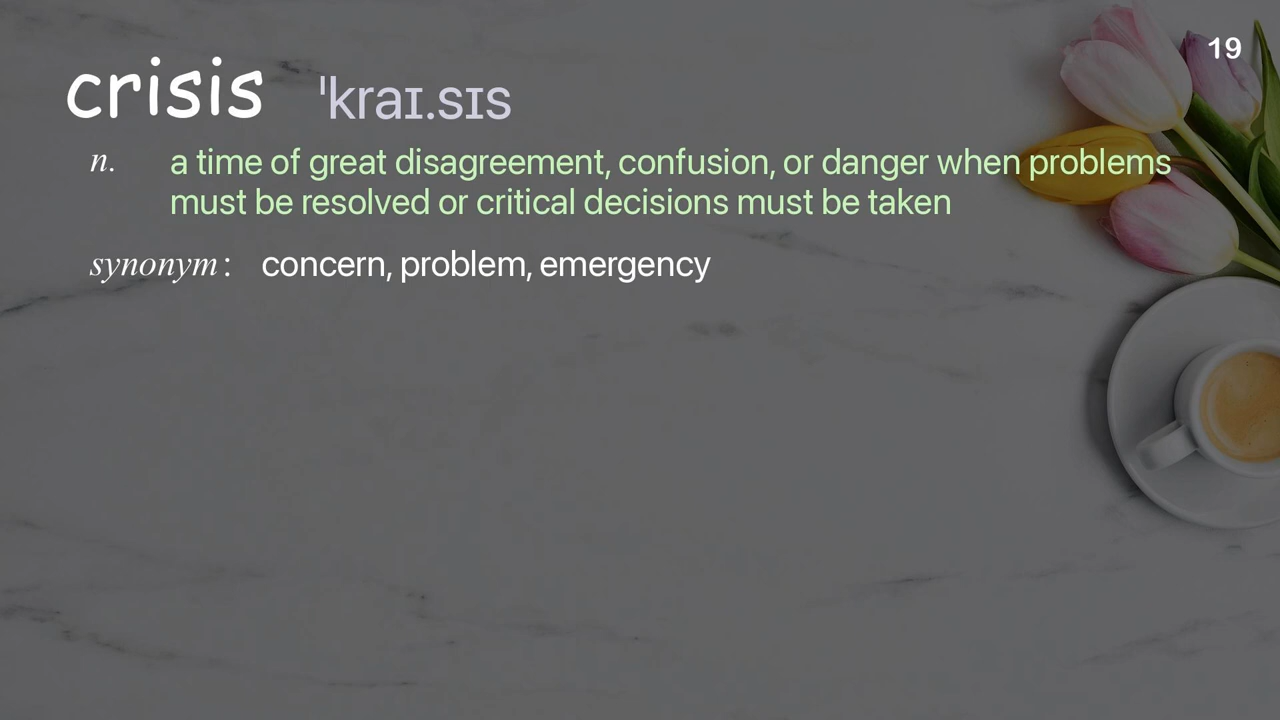 19
crisis ˈkraɪ.sɪs
n. a time of great disagreement, confusion, or danger when problems
must be resolved or critical decisions must be taken
synonym: concern, problem, emergency